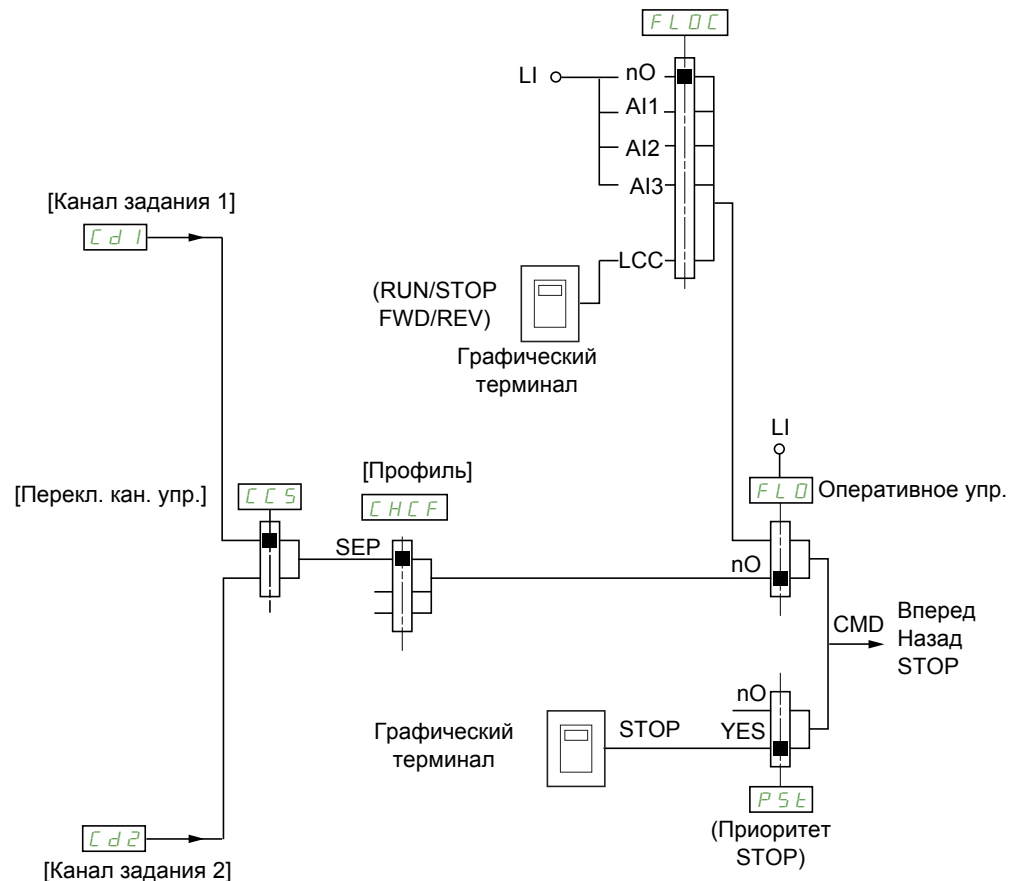 FLOC
LI
nO
AI1
AI2
AI3
LCC
[Канал задания 1]
Cd1
(RUN/STOP
FWD/REV)
Графический
терминал
LI
[Профиль]
[Перекл. кан. упр.]
CCS
CHCF
FLO
Оперативное упр.
SEP
nO
CMD
Вперед
Назад
STOP
nO
Графический
терминал
STOP
YES
PSt
(Приоритет
STOP)
Cd2
[Канал задания 2]